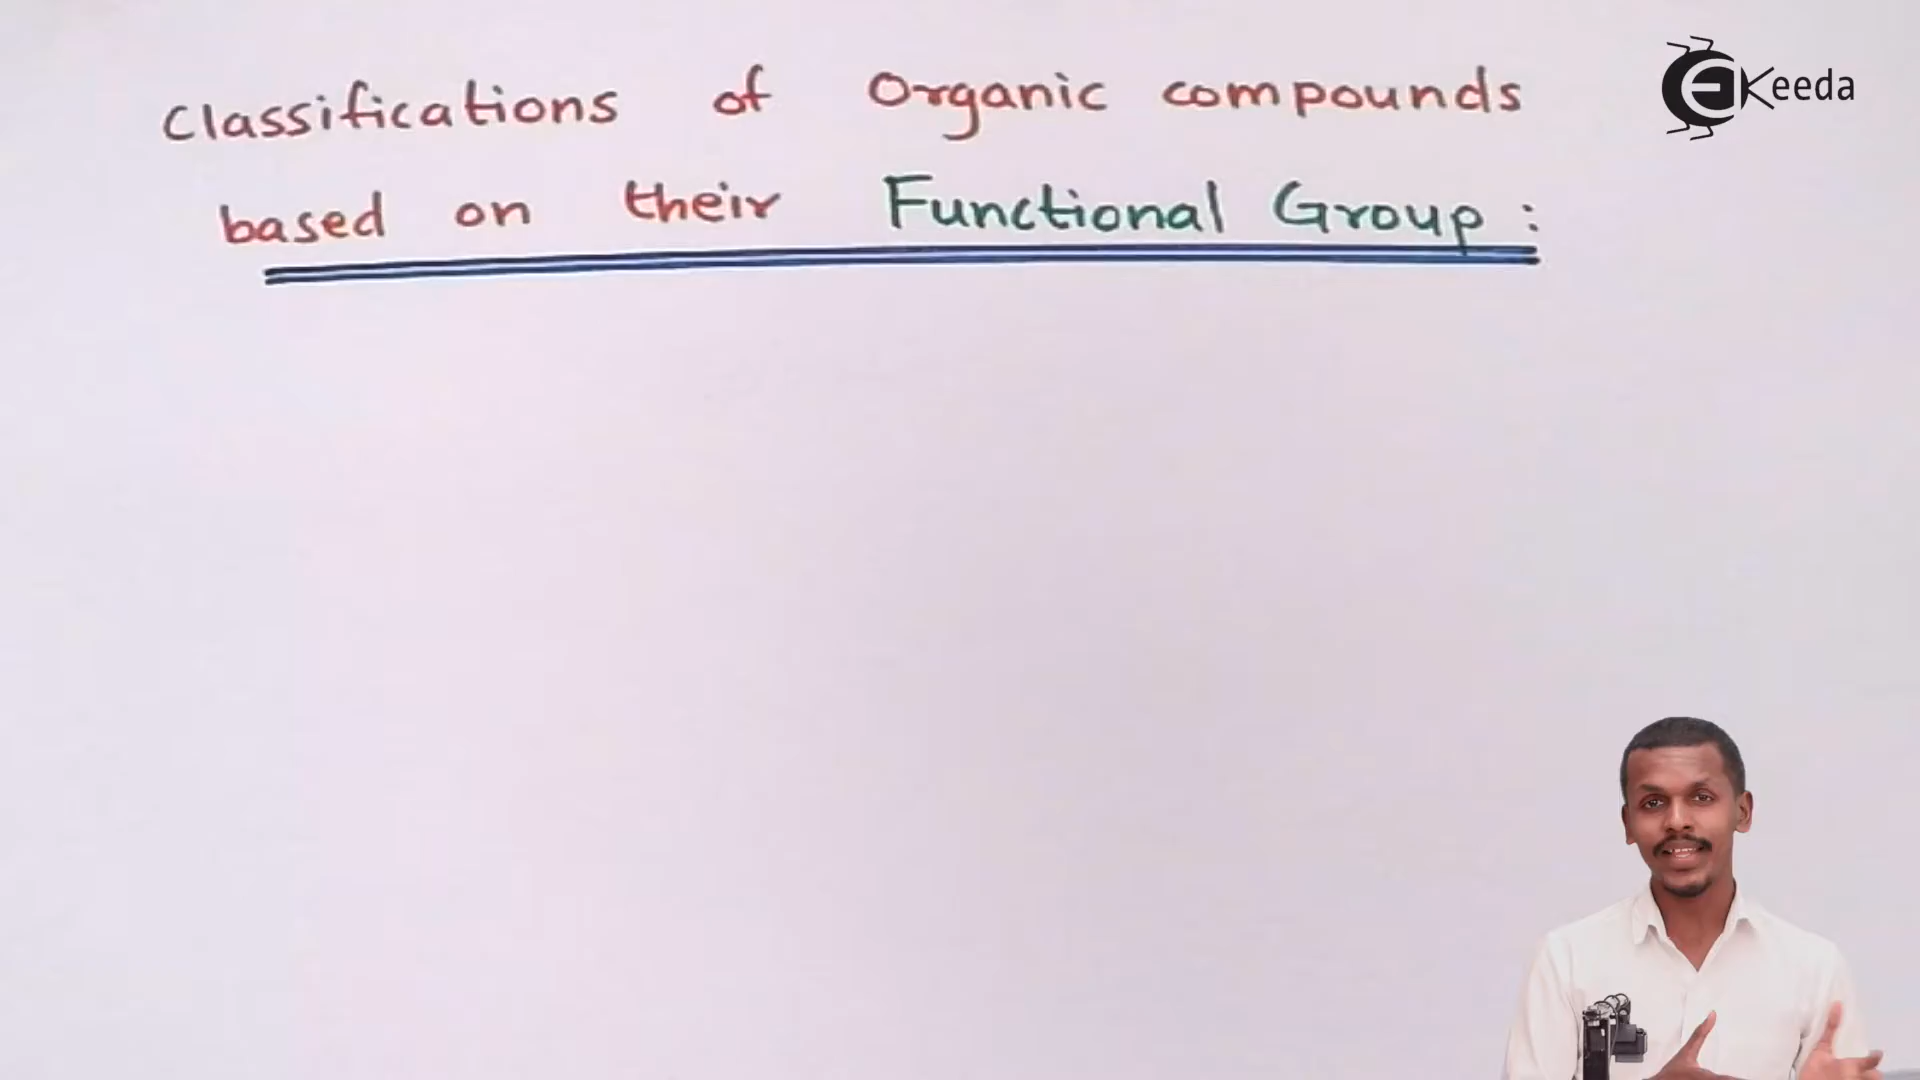 Classifications of Organic compounds
based on their Functional Group :
EKeeda